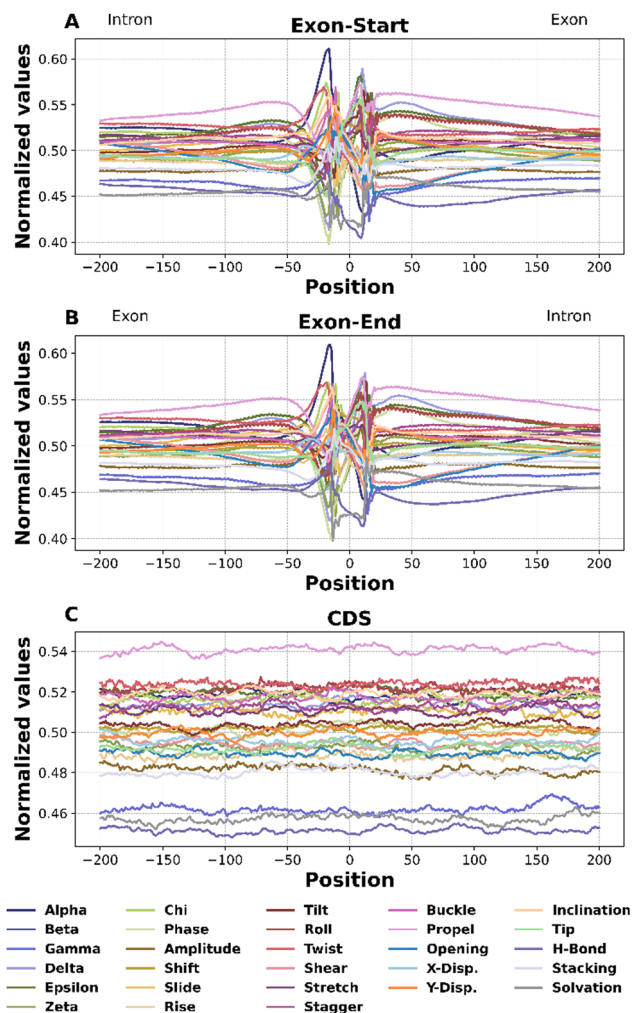 A Intron Exon-Start Exon
Normalized values
0.60
0.55
0.50
0.45
0.40
−200 −150 −100 −50 0 50 100 150 200
Position
B Exon Exon-End Intron
Normalized values
0.60
0.55
0.50
0.45
0.40
−200 −150 −100 −50 0 50 100 150 200
Position
C CDS
Normalized values
0.54
0.52
0.50
0.48
0.46
−200 −150 −100 −50 0 50 100 150 200
Position
Alpha Chi Tilt Buckle Inclination
Beta Phase Roll Propel Tip
Gamma Amplitude Twist Opening H-Bond
Delta Shift Shear X-Disp. Stacking
Epsilon Slide Stretch Y-Disp. Solvation
Zeta Rise Stagger